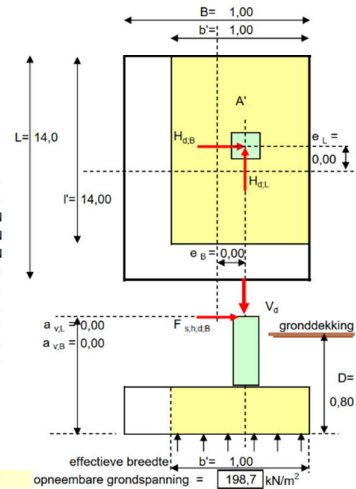 B= 1,00
b'= 1,00
A'
L= 14,0
H d;B
e L =
0,00
H d;L
l'= 14,00
e B = 0,00
V d
a v;L = 0,00
F s;h;d;B
gronddekking
a v;B = 0,00
D=
0,80
effectieve breedte b'= 1,00
opneembare grondspanning = 198,7 kN/m²